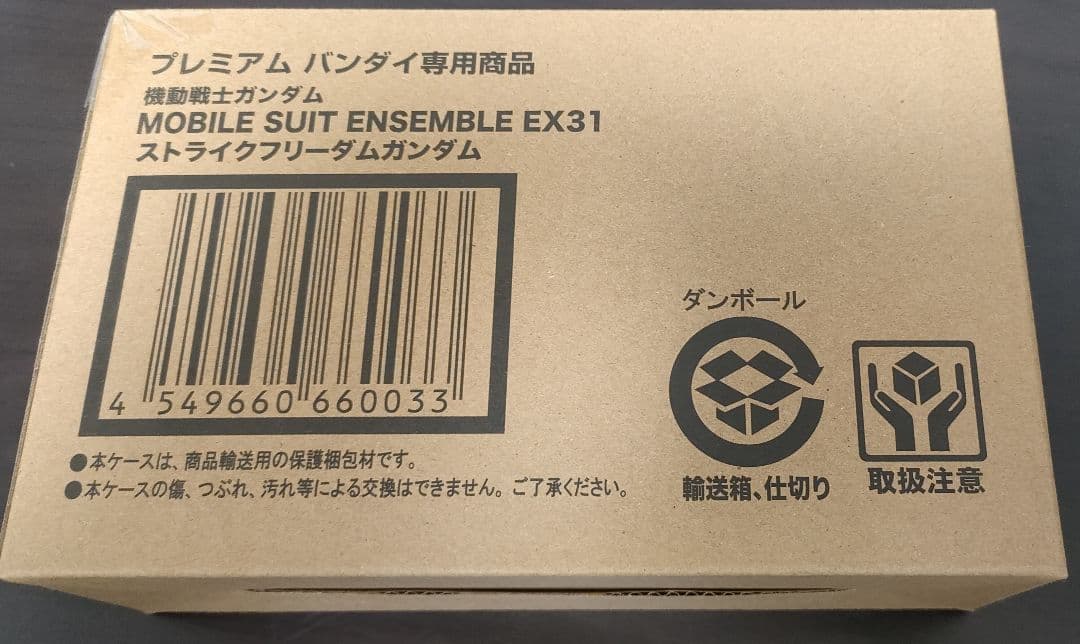 プレミアム バンダイ専用商品
機動戦士ガンダム
MOBILE SUIT ENSEMBLE EX31
ストライクフリーダムガンダム
4 549660 660033
●本ケースは、商品輸送用の保護梱包材です。
●本ケースの傷、つぶれ、汚れ等による交換はできません。ご了承ください。
ダンボール
輸送箱、仕切り
取扱注意